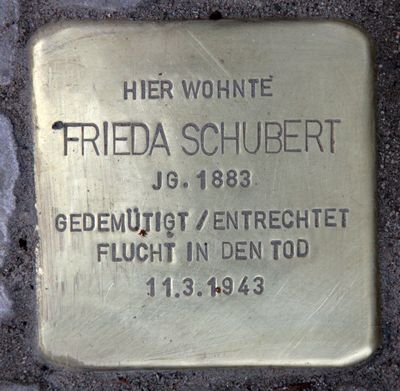 HIER WOHNTE
FRIEDA SCHUBERT
JG. 1883
GEDEMÜTIGT / ENTRECHTET
FLUCHT IN DEN TOD
11.3.1943